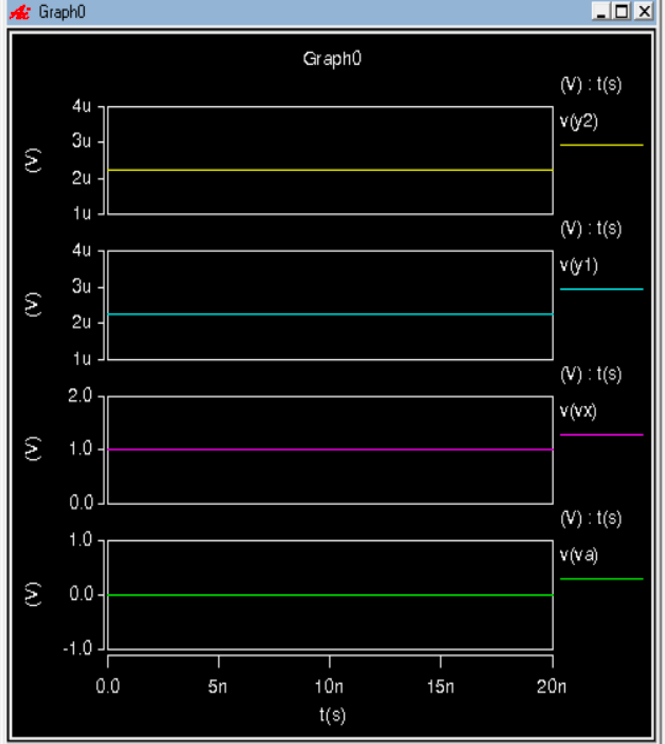 Graph0
Graph0
(V) : t(s)
v(y2)
4u
3u
2u
1u
(V)
(V) : t(s)
v(y1)
4u
3u
2u
1u
(V)
(V) : t(s)
v(vx)
2.0
1.0
0.0
(V)
(V) : t(s)
v(va)
1.0
0.0
-1.0
(V)
0.0 5n 10n 15n 20n
t(s)